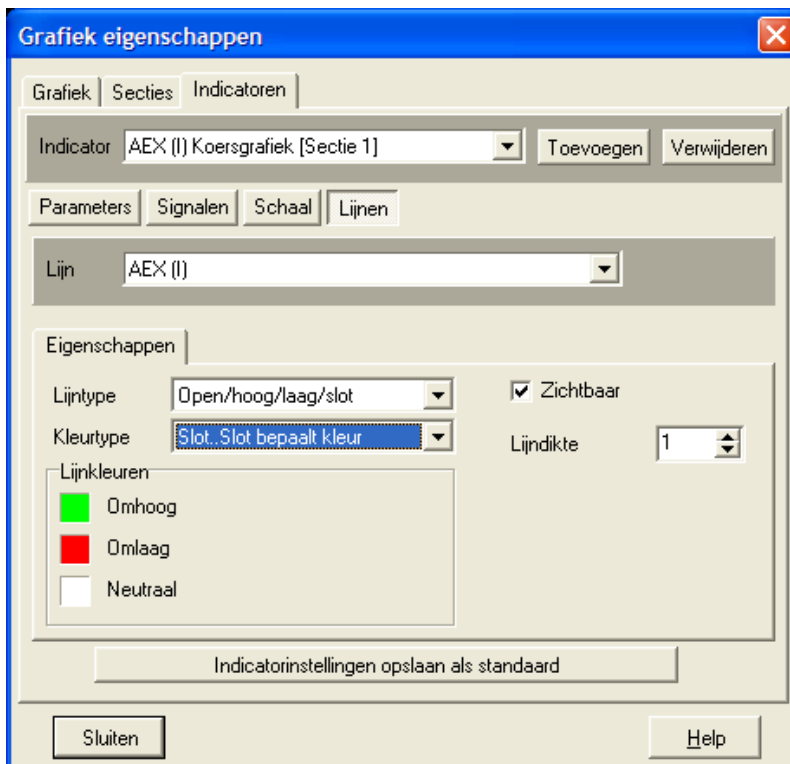 Grafiek eigenschappen
Grafiek Secties Indicatoren
Indicator AEX (I) Koersgrafiek [Sectie 1] Toevoegen Verwijderen
Parameters Signalen Schaal Lijnen
Lijn AEX (I)
Eigenschappen
Lijntype Open/hoog/laag/slot Zichtbaar
Kleurtype Slot..Slot bepaalt kleur Lijndikte 1
Lijnkleuren
Omhoog
Omlaag
Neutraal
Indicatorinstellingen opslaan als standaard
Sluiten Help